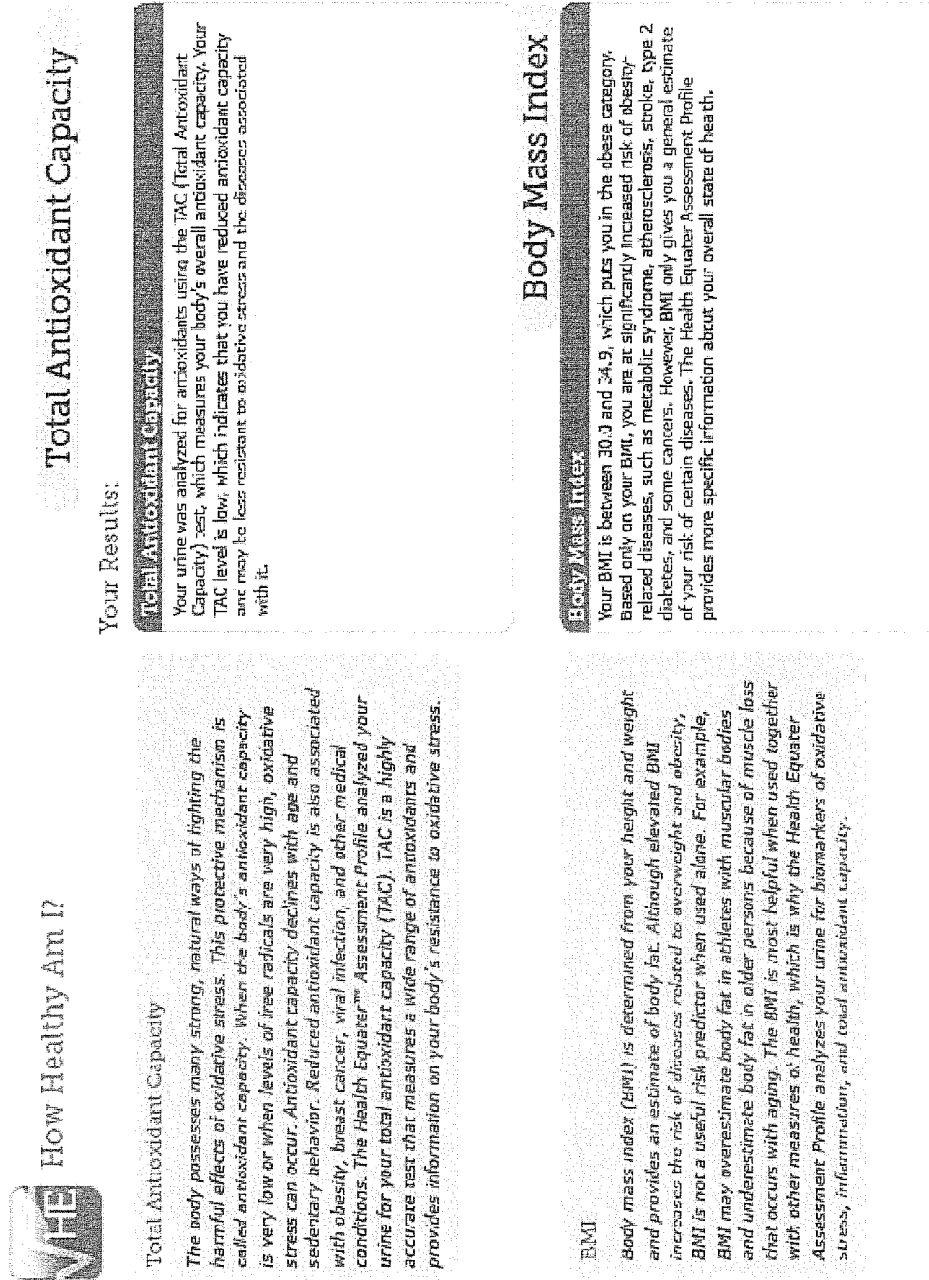 VHE
How Healthy Am I?
Total Antioxidant Capacity
The body possesses many strong, natural ways of fighting the
harmful effects of oxidative stress. This protective mechanism is
called antioxidant capacity. When the body's antioxidant capacity
is very low or when levels of free radicals are very high, oxidative
stress can occur. Antioxidant capacity declines with age and
sedentary behavior. Reduced antioxidant capacity is also associated
with obesity, breast cancer, viral infection, and other medical
conditions. The Health Equater™ Assessment Profile analyzed your
urine for your total antioxidant capacity (TAC). TAC is a highly
accurate test that measures a wide range of antioxidants and
provides information on your body's resistance to oxidative stress.
BMI
Body mass index (BMI) is determined from your height and weight
and provides an estimate of body fat. Although elevated BMI
increases the risk of diseases related to overweight and obesity,
BMI is not a useful risk predictor when used alone. For example,
BMI may overestimate body fat in athletes with muscular bodies
and underestimate body fat in older persons because of muscle loss
that occurs with aging. The BMI is most helpful when used together
with other measures of health, which is why the Health Equater
Assessment Profile analyzes your urine for biomarkers of oxidative
stress, inflammation, and total antioxidant capacity.
Total Antioxidant Capacity
Your Results:
Total Antioxidant Capacity
Your urine was analyzed for antioxidants using the TAC (Total Antioxidant
Capacity) test, which measures your body's overall antioxidant capacity. Your
TAC level is low, which indicates that you have reduced antioxidant capacity
and may be less resistant to oxidative stress and the diseases associated
with it.
Body Mass Index
Body Mass Index
Your BMI is between 30.0 and 34.9, which puts you in the obese category.
Based only on your BMI, you are at significantly increased risk of obesity-
related diseases, such as metabolic syndrome, atherosclerosis, stroke, type 2
diabetes, and some cancers. However, BMI only gives you a general estimate
of your risk of certain diseases. The Health Equater Assessment Profile
provides more specific information about your overall state of health.